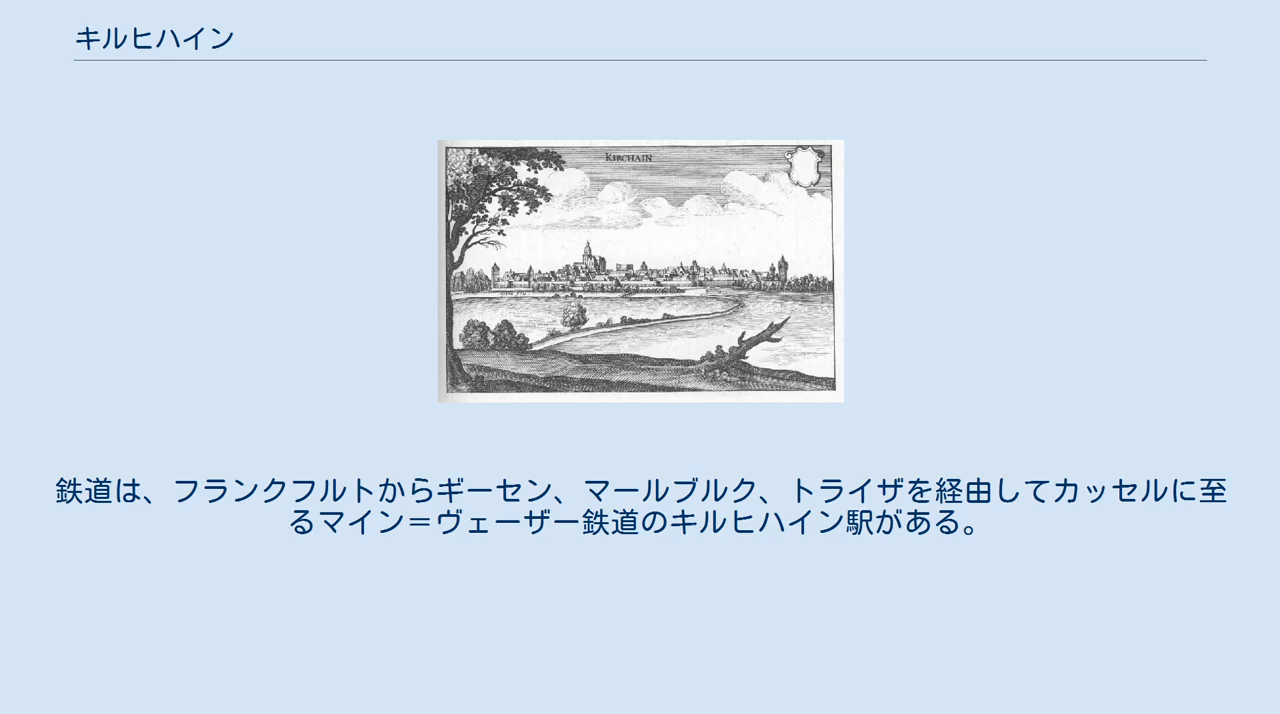 キルヒハイン
KIRCHAIN
鉄道は、フランクフルトからギーセン、マールブルク、トライザを経由してカッセルに至
るマイン＝ヴェーザー鉄道のキルヒハイン駅がある。